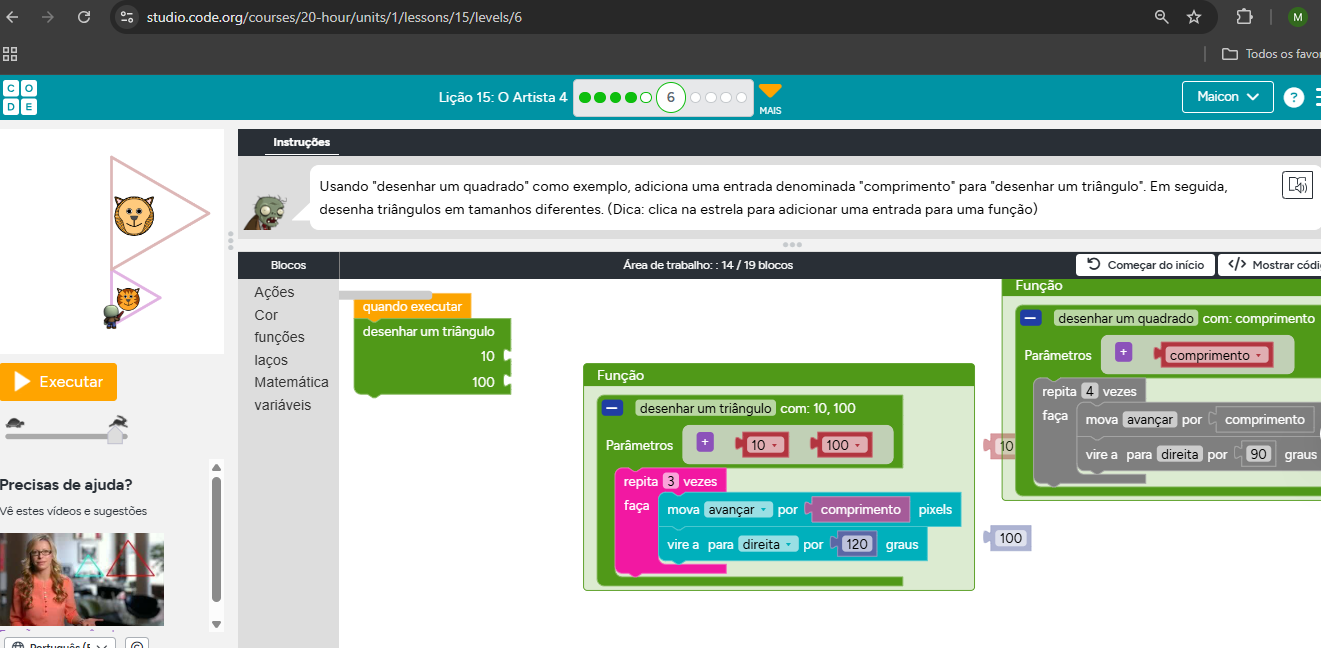 studio.code.org/courses/20-hour/units/1/lessons/15/levels/6
M
Todos os favo
C O
D E
Lição 15: O Artista 4
6
MAIS
Maicon
?
Instruções
Usando "desenhar um quadrado" como exemplo, adiciona uma entrada denominada "comprimento" para "desenhar um triângulo". Em seguida,
desenha triângulos em tamanhos diferentes. (Dica: clica na estrela para adicionar uma entrada para uma função)
Blocos
Área de trabalho: : 14 / 19 blocos
Começar do início
</> Mostrar códi
Ações
Cor
funções
laços
Matemática
variáveis
quando executar
desenhar um triângulo
10
100
Função
desenhar um triângulo com: 10, 100
Parâmetros + 10 100
repita 3 vezes
faça
mova avançar por comprimento pixels
vire a para direita por 120 graus
Função
desenhar um quadrado com: comprimento
Parâmetros + comprimento
repita 4 vezes
faça
mova avançar por comprimento
vire a para direita por 90 graus
10
100
Executar
Precisas de ajuda?
Vê estes vídeos e sugestões